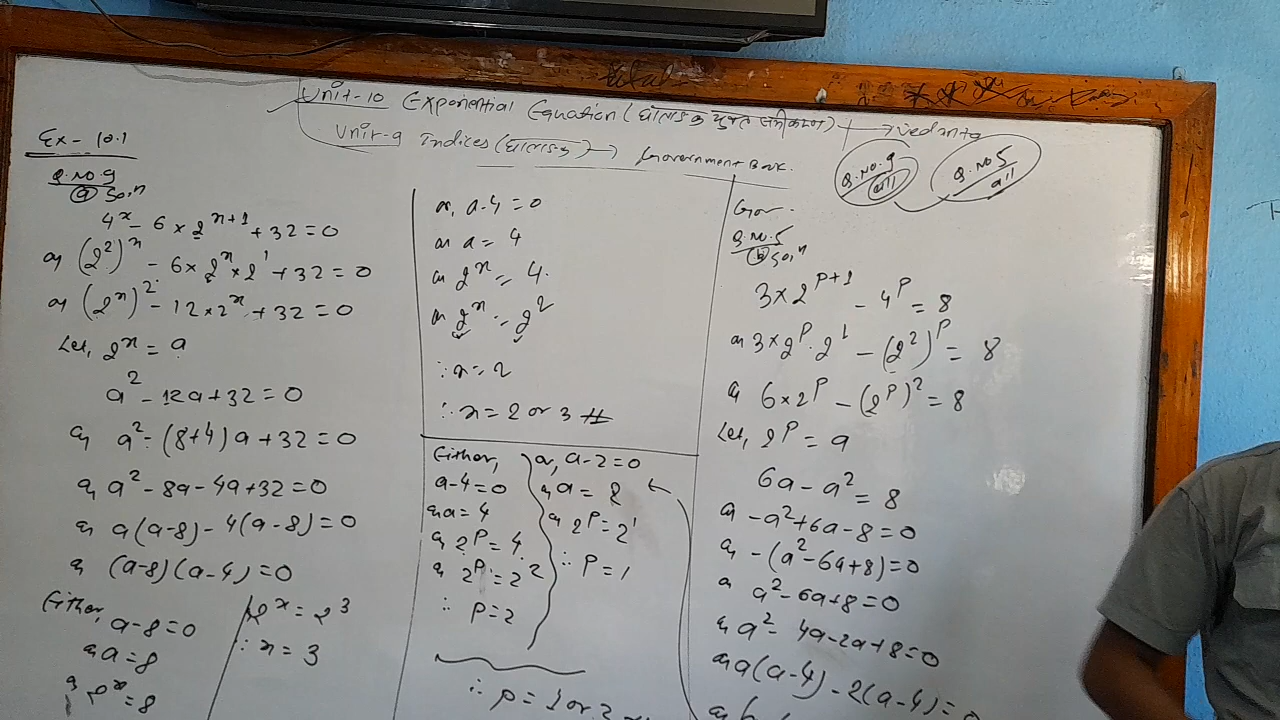 Unit-10 Exponential Equation (घाताङ्क युक्त समीकरण) → Vedanta
Unit-9 Indices (घाताङ्क) → Government Book.
Q.No.9
all
Q.No 5
all
Ex- 10.1
Q.No.9
(a) Soln
4^x - 6 × 2^{x+1} + 32 = 0
or, (2^2)^x - 6 × 2^x × 2^1 + 32 = 0
or, (2^x)^2 - 12 × 2^x + 32 = 0
Let, 2^x = a
a^2 - 12a + 32 = 0
or, a^2 - (8+4)a + 32 = 0
or, a^2 - 8a - 4a + 32 = 0
or, a(a-8) - 4(a-8) = 0
or, (a-8)(a-4) = 0
Either,
a-8=0
or, a=8
or, 2^x = 8
2^x = 2^3
∴ x = 3
or, a-4 = 0
or a = 4
or 2^x = 4.
or 2^x = 2^2
∴ x = 2
∴ x = 2 or 3 #
Gov.
Q.No.5
(b) Soln
3×2^{p+1} - 4^p = 8
or 3×2^p . 2^1 - (2^2)^p = 8
or 6×2^p - (2^p)^2 = 8
Let, 2^p = a
6a - a^2 = 8
or -a^2 + 6a - 8 = 0
or, -(a^2 - 6a + 8) = 0
or a^2 - 6a + 8 = 0
or a^2 - 4a - 2a + 8 = 0
or a(a-4) - 2(a-4) = 0
Either,
a-4=0
or a=4
or 2^p = 4.
or 2^p = 2^2
∴ p=2
or, a-2=0
or a = 2
or 2^p = 2^1
∴ p = 1
∴ p = 1 or 2